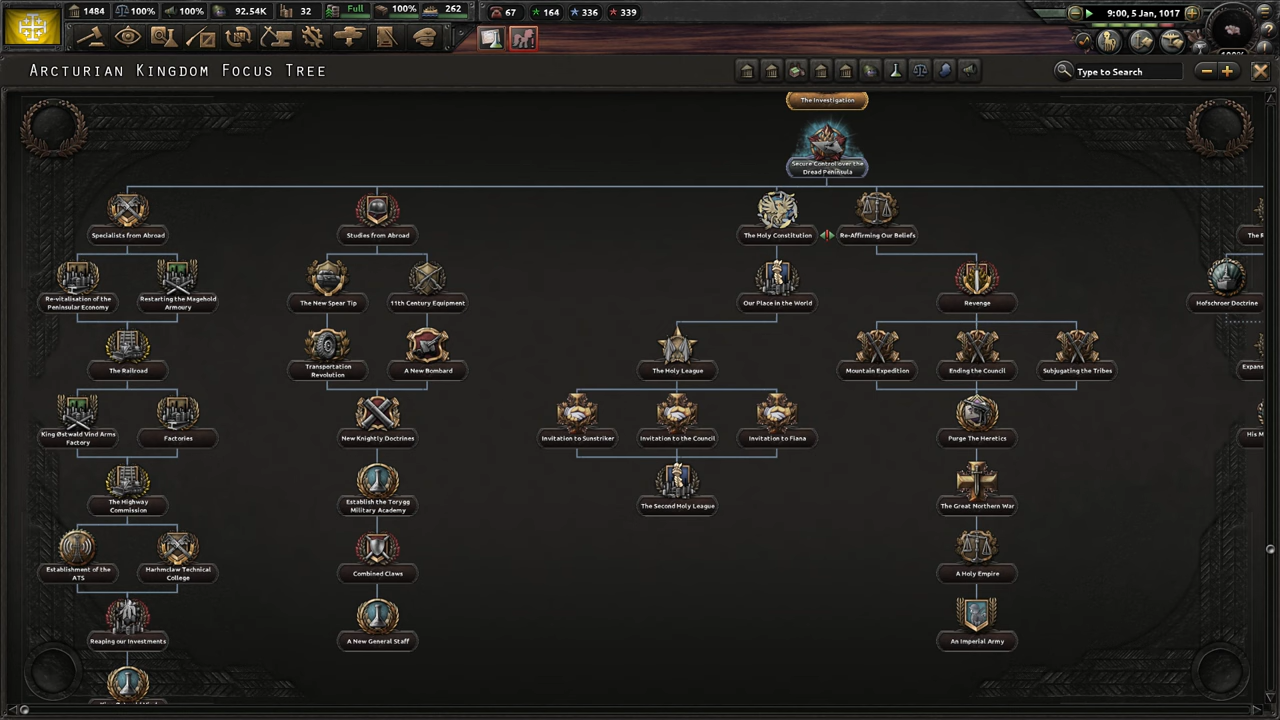 1484
100%
100%
92.54K
32
Full
100%
262
67
164
336
339
9:00, 5 Jan, 1017
100%
Arcturian Kingdom Focus Tree
Type to Search
The Investigation
Secure Control over the
Dread Peninsula
Specialists from Abroad
Studies from Abroad
The Holy Constitution
Re-Affirming Our Beliefs
Re-vitalisation of the
Peninsular Economy
Restarting the Magehold
Armoury
The New Spear Tip
11th Century Equipment
Our Place in the World
Revenge
Hofschroer Doctrine
The Railroad
Transportation
Revolution
A New Bombard
The Holy League
Mountain Expedition
Ending the Council
Subjugating the Tribes
Expans
King Østwald Vind Arms
Factory
Factories
New Knightly Doctrines
Invitation to Sunstriker
Invitation to the Council
Invitation to Fiana
Purge The Heretics
His M
The Highway
Commission
Establish the Torygg
Military Academy
The Second Holy League
The Great Northern War
Establishment of the
ATS
Harhmclaw Technical
College
Combined Claws
A Holy Empire
Reaping our Investments
A New General Staff
An Imperial Army